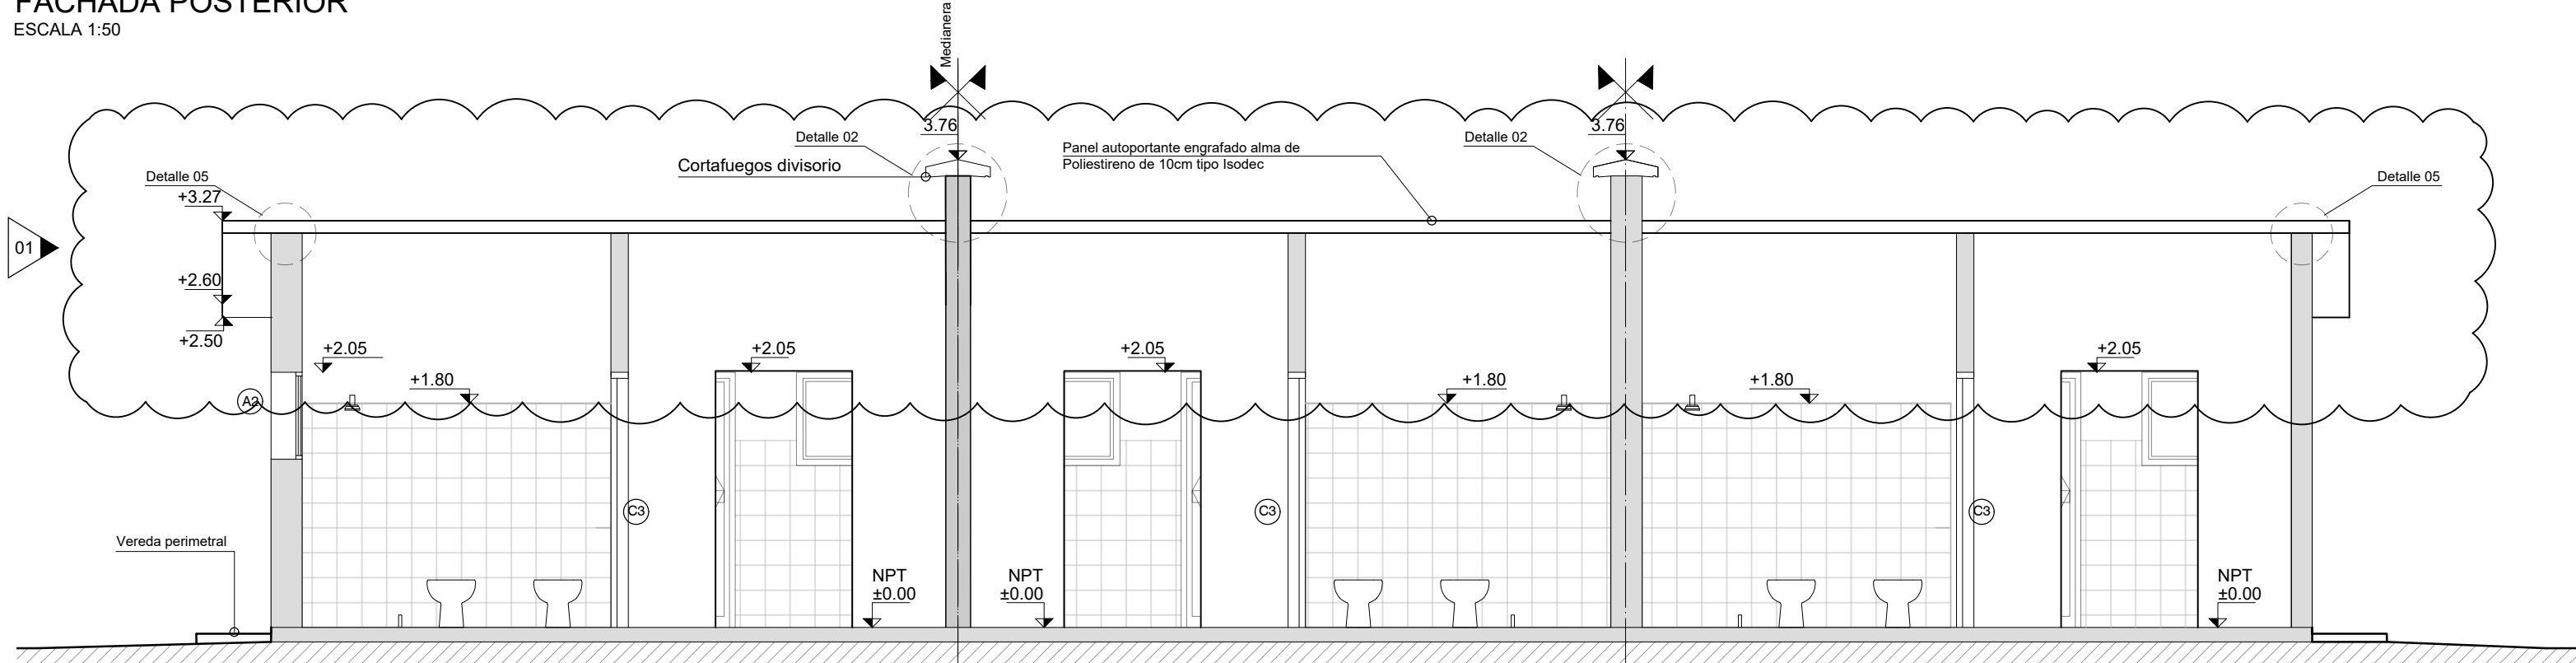 FACHADA POSTERIOR
ESCALA 1:50
Medianera
3.76
3.76
Detalle 02
Detalle 02
Cortafuegos divisorio
Panel autoportante engrafado alma de
Poliestireno de 10cm tipo Isodec
Detalle 05
Detalle 05
+3.27
01
+2.60
+2.50
+2.05
+2.05
+2.05
+2.05
+1.80
+1.80
+1.80
A2
C3
C3
C3
Vereda perimetral
NPT
±0.00
NPT
±0.00
NPT
±0.00